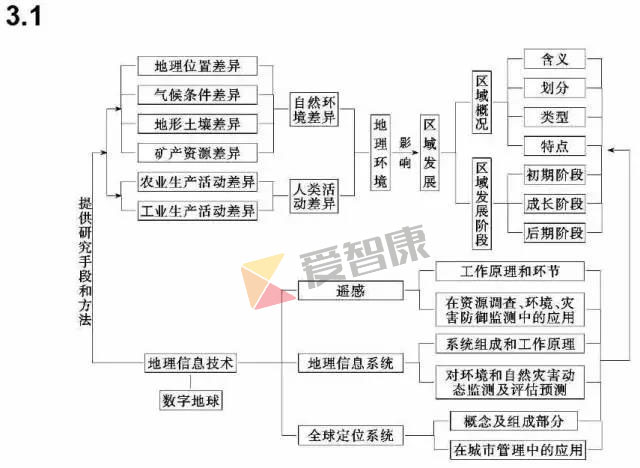 3.1
地理位置差异
气候条件差异
地形土壤差异
矿产资源差异
农业生产活动差异
工业生产活动差异
自然环
境差异
人类活
动差异
地理环境
影响
区域发展
区域概况
区域发展阶段
含义
划分
类型
特点
初期阶段
成长阶段
后期阶段
提供研究手段和方法
爱智康
遥感
工作原理和环节
在资源调查、环境、灾
害防御监测中的应用
地理信息技术
数字地球
地理信息系统
系统组成和工作原理
对环境和自然灾害动
态监测及评估预测
全球定位系统
概念及组成部分
在城市管理中的应用